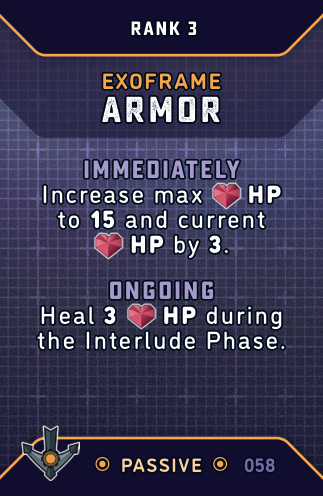 RANK 3
EXOFRAME
ARMOR
IMMEDIATELY
Increase max HP
to 15 and current
HP by 3.
ONGOING
Heal 3 HP during
the Interlude Phase.
PASSIVE 058